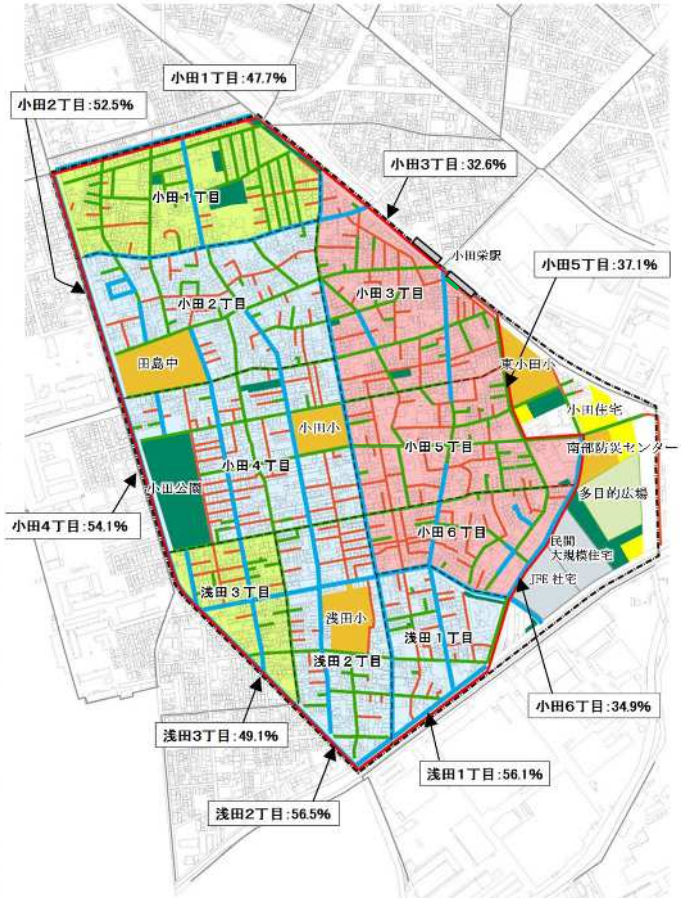 小田1丁目:47.7%
小田2丁目:52.5%
小田3丁目:32.6%
小田1丁目
小田栄駅
小田5丁目:37.1%
小田3丁目
小田2丁目
田島中
東小田小
小田住宅
小田小
小田5丁目
南部防災センター
小田4丁目
小田公園
多目的広場
小田4丁目:54.1%
小田6丁目
民間
大規模住宅
JFE 社宅
浅田3丁目
浅田小
浅田1丁目
浅田2丁目
小田6丁目:34.9%
浅田3丁目:49.1%
浅田1丁目:56.1%
浅田2丁目:56.5%